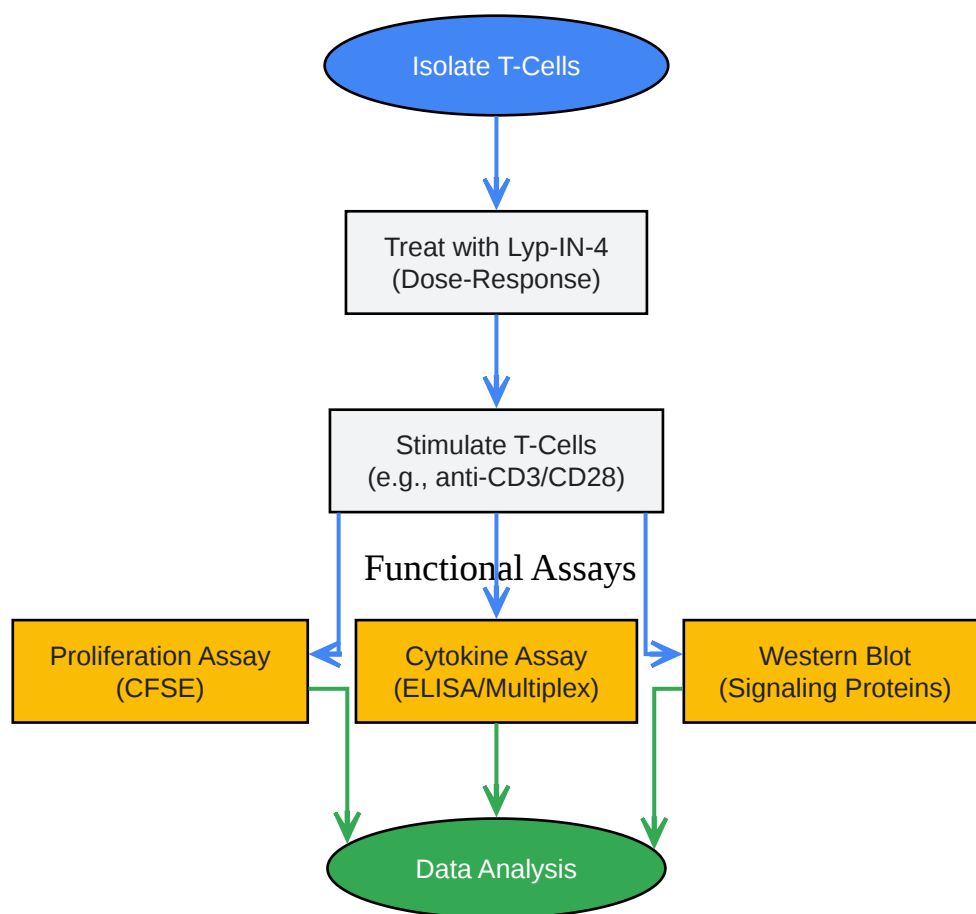 Isolate T-Cells
Treat with Lyp-IN-4
(Dose-Response)
Stimulate T-Cells
(e.g., anti-CD3/CD28)
Functional Assays
Proliferation Assay
(CFSE)
Cytokine Assay
(ELISA/Multiplex)
Western Blot
(Signaling Proteins)
Data Analysis